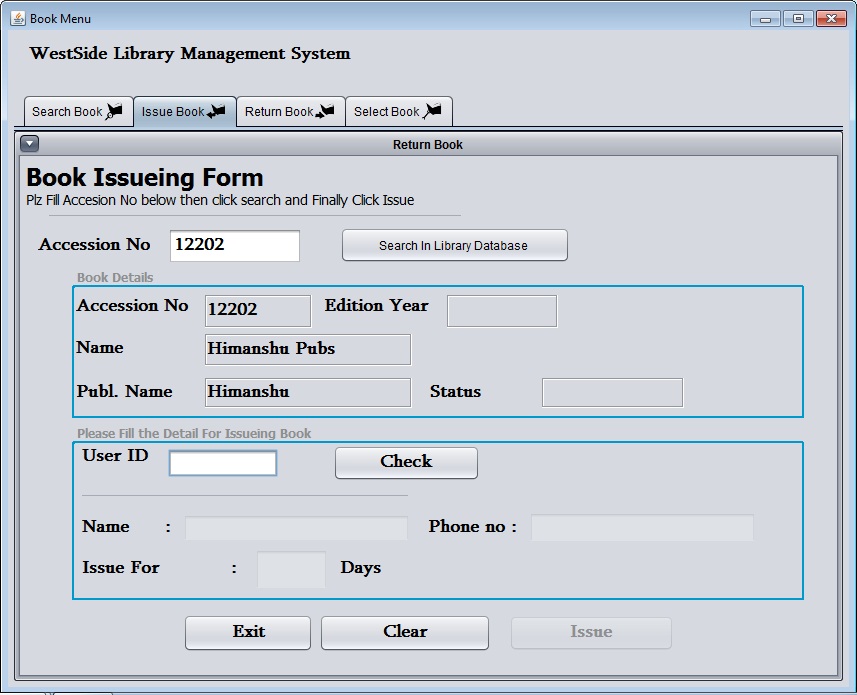 Book Menu
WestSide Library Management System
Search Book Issue Book Return Book Select Book
Return Book
Book Issueing Form
Plz Fill Accesion No below then click search and Finally Click Issue
Accession No 12202 Search In Library Database
Book Details
Accession No 12202 Edition Year
Name Himanshu Pubs
Publ. Name Himanshu Status
Please Fill the Detail For Issueing Book
User ID Check
Name : Phone no :
Issue For : Days
Exit Clear Issue